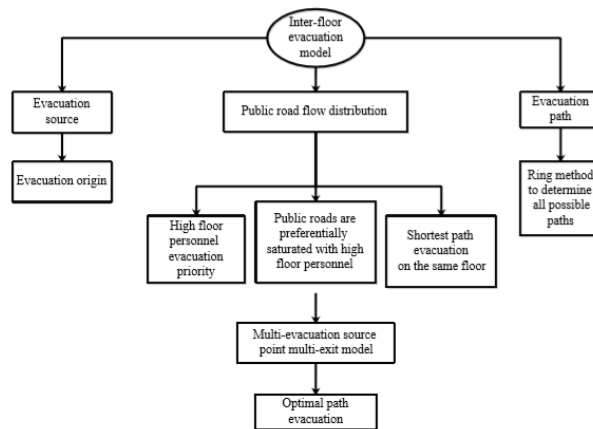 Inter-floor
evacuation
model
Evacuation
source
Public road flow distribution
Evacuation
path
Evacuation origin
Ring method
to determine
all possible
paths
High floor
personnel
evacuation
priority
Public roads are
preferentially
saturated with high
floor personnel
Shortest path
evacuation
on the same floor
Multi-evacuation source
point multi-exit model
Optimal path
evacuation